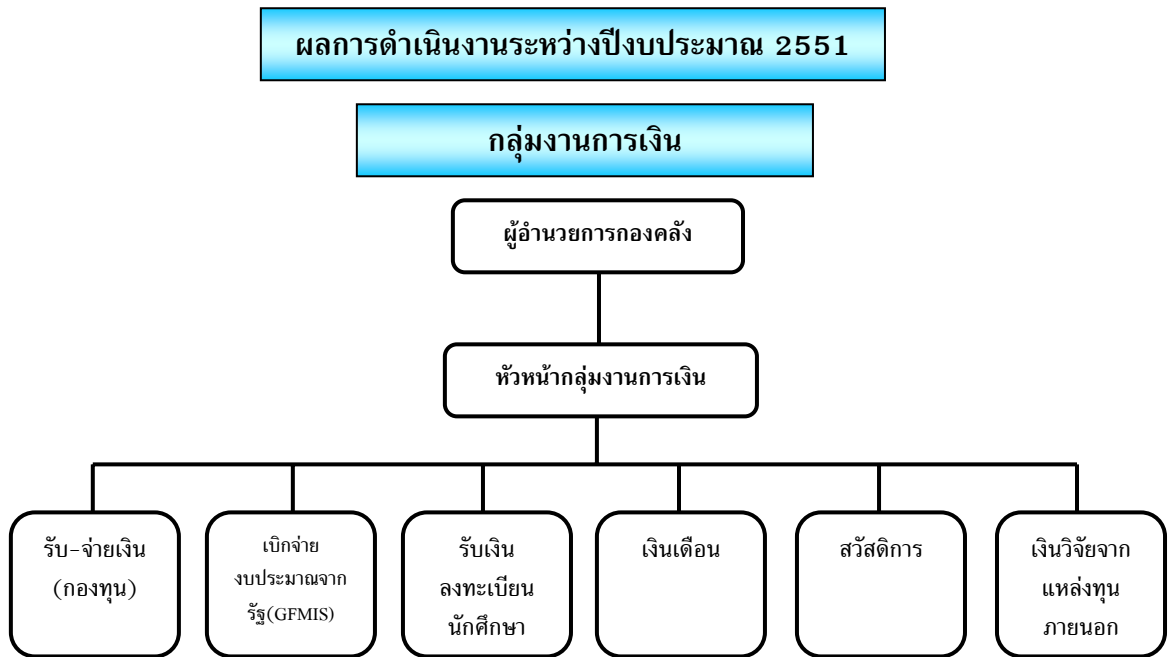 ผลการดำเนินงานระหว่างปีงบประมาณ 2551
กลุ่มงานการเงิน
ผู้อำนวยการกองคลัง
หัวหน้ากลุ่มงานการเงิน
รับ-จ่ายเงิน
(กองทุน)
เบิกจ่าย
งบประมาณจาก
รัฐ(GFMIS)
รับเงิน
ลงทะเบียน
นักศึกษา
เงินเดือน
สวัสดิการ
เงินวิจัยจาก
แหล่งทุน
ภายนอก